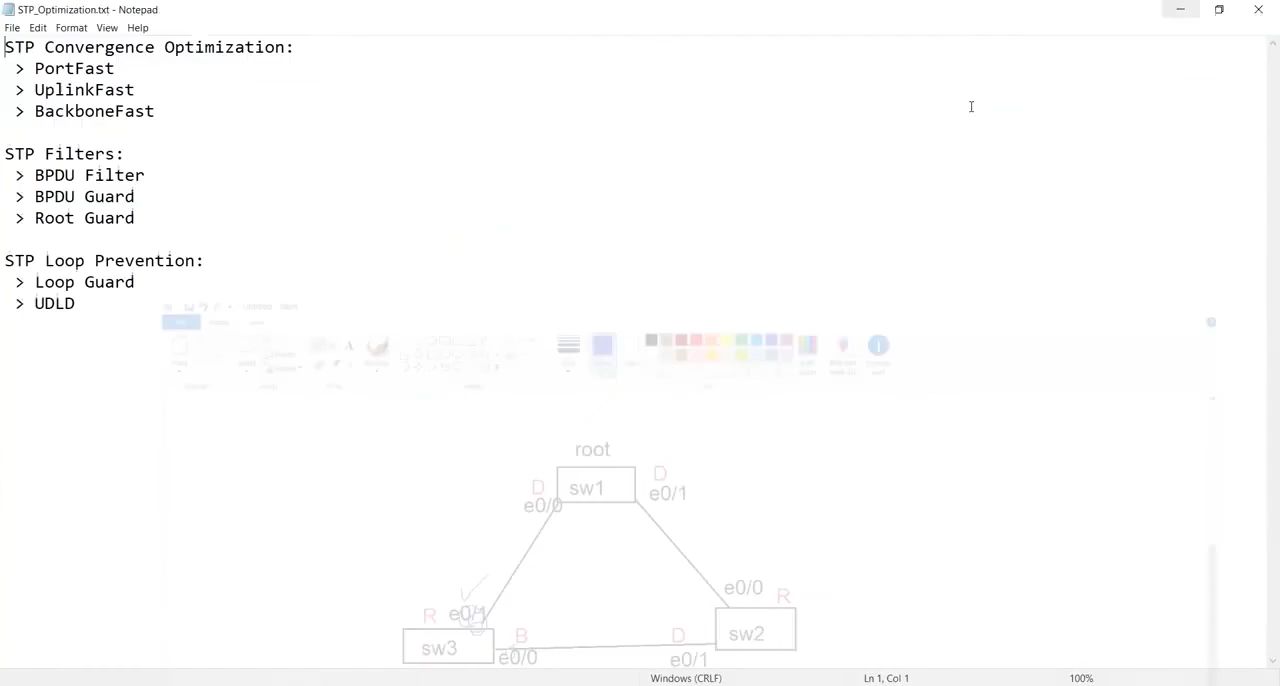 STP_Optimization.txt - Notepad
File Edit Format View Help
STP Convergence Optimization:
> PortFast
> UplinkFast
> BackboneFast
STP Filters:
> BPDU Filter
> BPDU Guard
> Root Guard
STP Loop Prevention:
> Loop Guard
> UDLD
root
D sw1 D
e0/0 e0/1
e0/0 R
R e0/1
sw3 B D sw2
e0/0 e0/1
Windows (CRLF) Ln 1, Col 1 100%